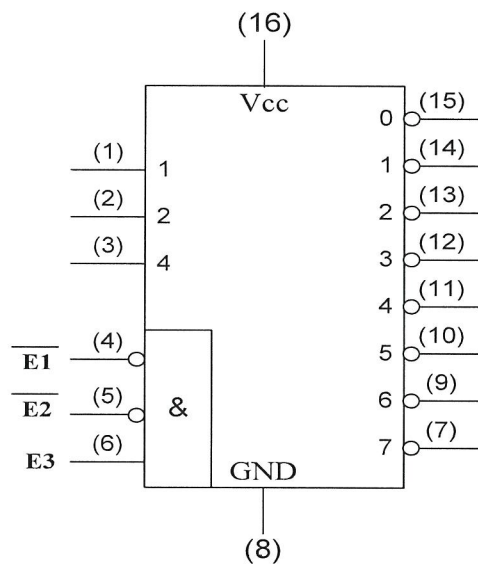 (16)
Vcc
0 (15)
(1) 1 1 (14)
(2) 2 2 (13)
(3) 4 3 (12)
4 (11)
E1 (4) 5 (10)
E2 (5) & 6 (9)
E3 (6) 7 (7)
GND
(8)